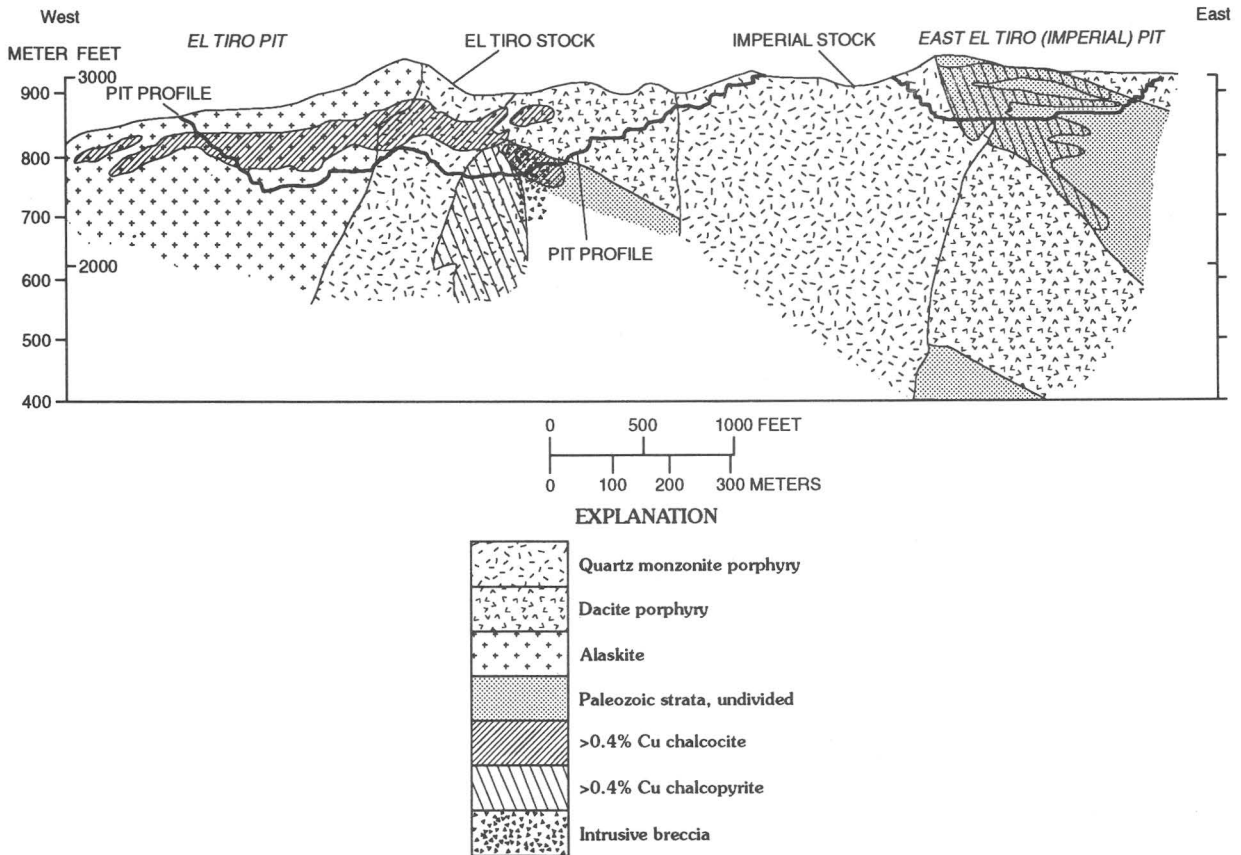 West
East
EL TIRO PIT
EL TIRO STOCK
IMPERIAL STOCK
EAST EL TIRO (IMPERIAL) PIT
METER FEET
3000
PIT PROFILE
900
800
700
PIT PROFILE
2000
600
500
400
0 500 1000 FEET
0 100 200 300 METERS
EXPLANATION
Quartz monzonite porphyry
Dacite porphyry
Alaskite
Paleozoic strata, undivided
>0.4% Cu chalcocite
>0.4% Cu chalcopyrite
Intrusive breccia